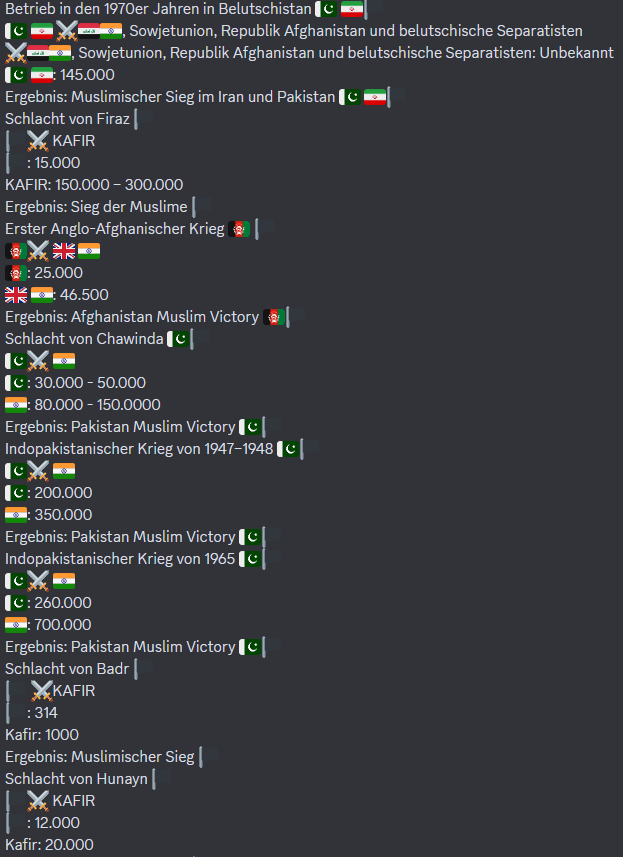 Betrieb in den 1970er Jahren in Belutschistan 🇵🇰 🇮🇷
🇵🇰 🇮🇷 ⚔️🇮🇶🇮🇳, Sowjetunion, Republik Afghanistan und belutschische Separatisten
⚔️🇮🇶🇮🇳, Sowjetunion, Republik Afghanistan und belutschische Separatisten: Unbekannt
🇵🇰 🇮🇷: 145.000
Ergebnis: Muslimischer Sieg im Iran und Pakistan 🇵🇰 🇮🇷
Schlacht von Firaz
⚔️ KAFIR
: 15.000
KAFIR: 150.000 – 300.000
Ergebnis: Sieg der Muslime
Erster Anglo-Afghanischer Krieg 🇦🇫
🇦🇫⚔️ 🇬🇧 🇮🇳
🇦🇫: 25.000
🇬🇧 🇮🇳: 46.500
Ergebnis: Afghanistan Muslim Victory 🇦🇫
Schlacht von Chawinda 🇵🇰
🇵🇰⚔️ 🇮🇳
🇵🇰: 30.000 - 50.000
🇮🇳: 80.000 - 150.0000
Ergebnis: Pakistan Muslim Victory 🇵🇰
Indopakistanischer Krieg von 1947–1948 🇵🇰
🇵🇰⚔️ 🇮🇳
🇵🇰: 200.000
🇮🇳: 350.000
Ergebnis: Pakistan Muslim Victory 🇵🇰
Indopakistanischer Krieg von 1965 🇵🇰
🇵🇰⚔️ 🇮🇳
🇵🇰: 260.000
🇮🇳: 700.000
Ergebnis: Pakistan Muslim Victory 🇵🇰
Schlacht von Badr
⚔️KAFIR
: 314
Kafir: 1000
Ergebnis: Muslimischer Sieg
Schlacht von Hunayn
⚔️ KAFIR
: 12.000
Kafir: 20.000